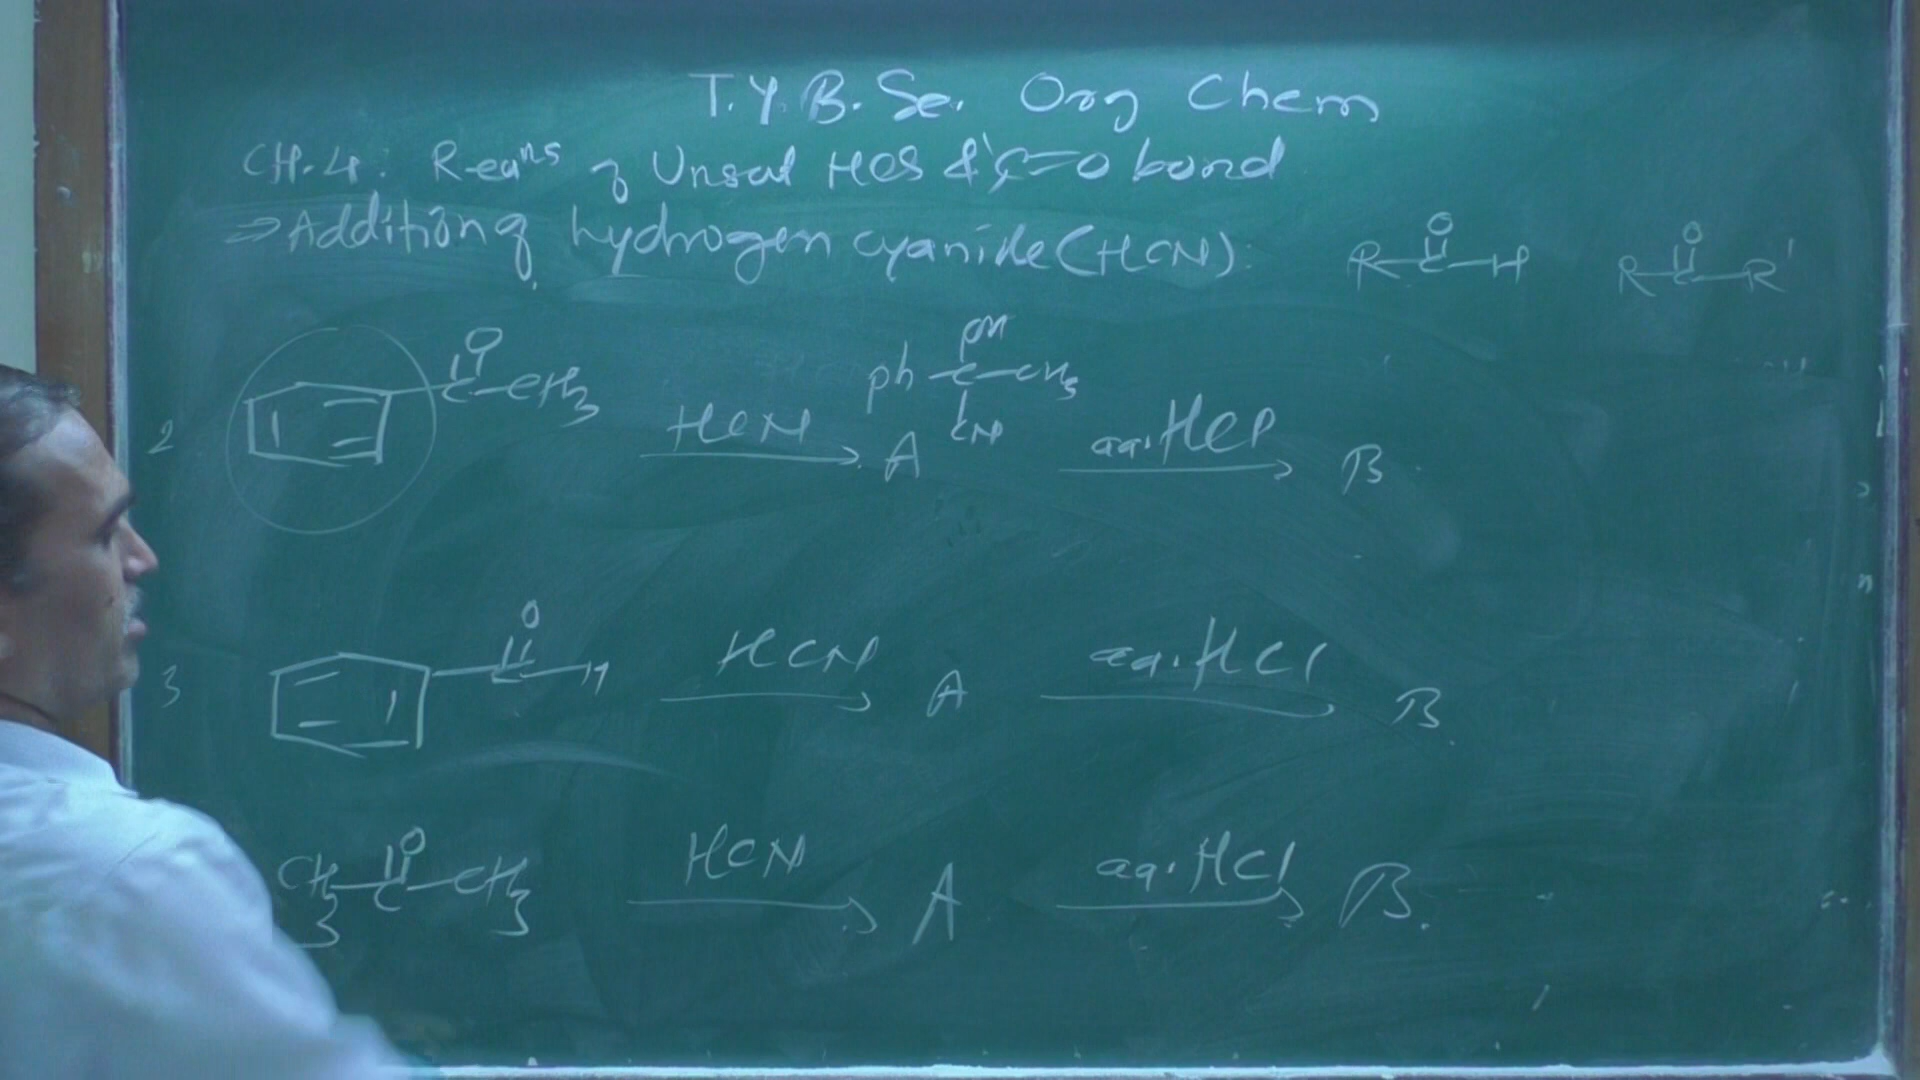 T.Y.B.Sc. Org Chem
CH.4. Reaⁿˢ of Unsat HCS & C=O bond
⇒ Addition of hydrogen cyanide (HCN):
O O
R-C-H R-C-R'
O OH
C-CH3 ph-C-CH3
2 HCN A CN aq. HCl B
O
3 C-H HCN A aq. HCl B
O
CH3-C-CH3 HCN A aq. HCl B.